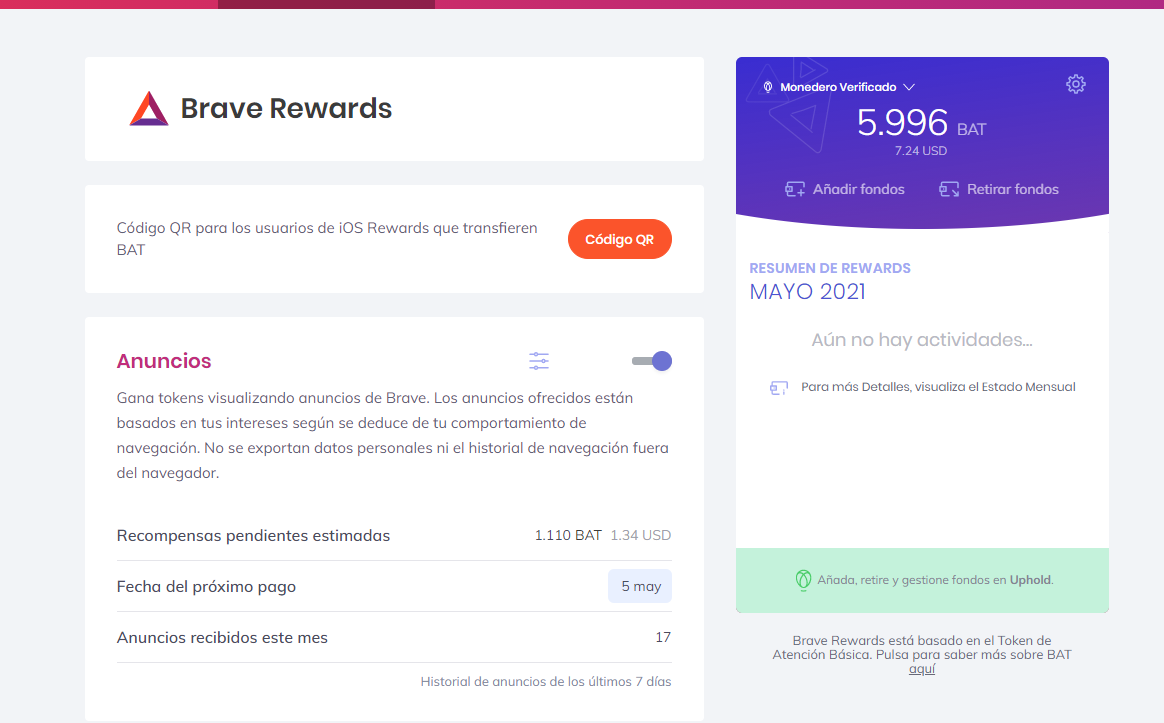 Brave Rewards
Código QR para los usuarios de iOS Rewards que transfieren
BAT
Código QR
Anuncios
Gana tokens visualizando anuncios de Brave. Los anuncios ofrecidos están
basados en tus intereses según se deduce de tu comportamiento de
navegación. No se exportan datos personales ni el historial de navegación fuera
del navegador.
Recompensas pendientes estimadas 1.110 BAT 1.34 USD
Fecha del próximo pago 5 may
Anuncios recibidos este mes 17
Historial de anuncios de los últimos 7 días
Monedero Verificado
5.996 BAT
7.24 USD
Añadir fondos Retirar fondos
RESUMEN DE REWARDS
MAYO 2021
Aún no hay actividades...
Para más Detalles, visualiza el Estado Mensual
Añada, retire y gestione fondos en Uphold.
Brave Rewards está basado en el Token de
Atención Básica. Pulsa para saber más sobre BAT
aquí